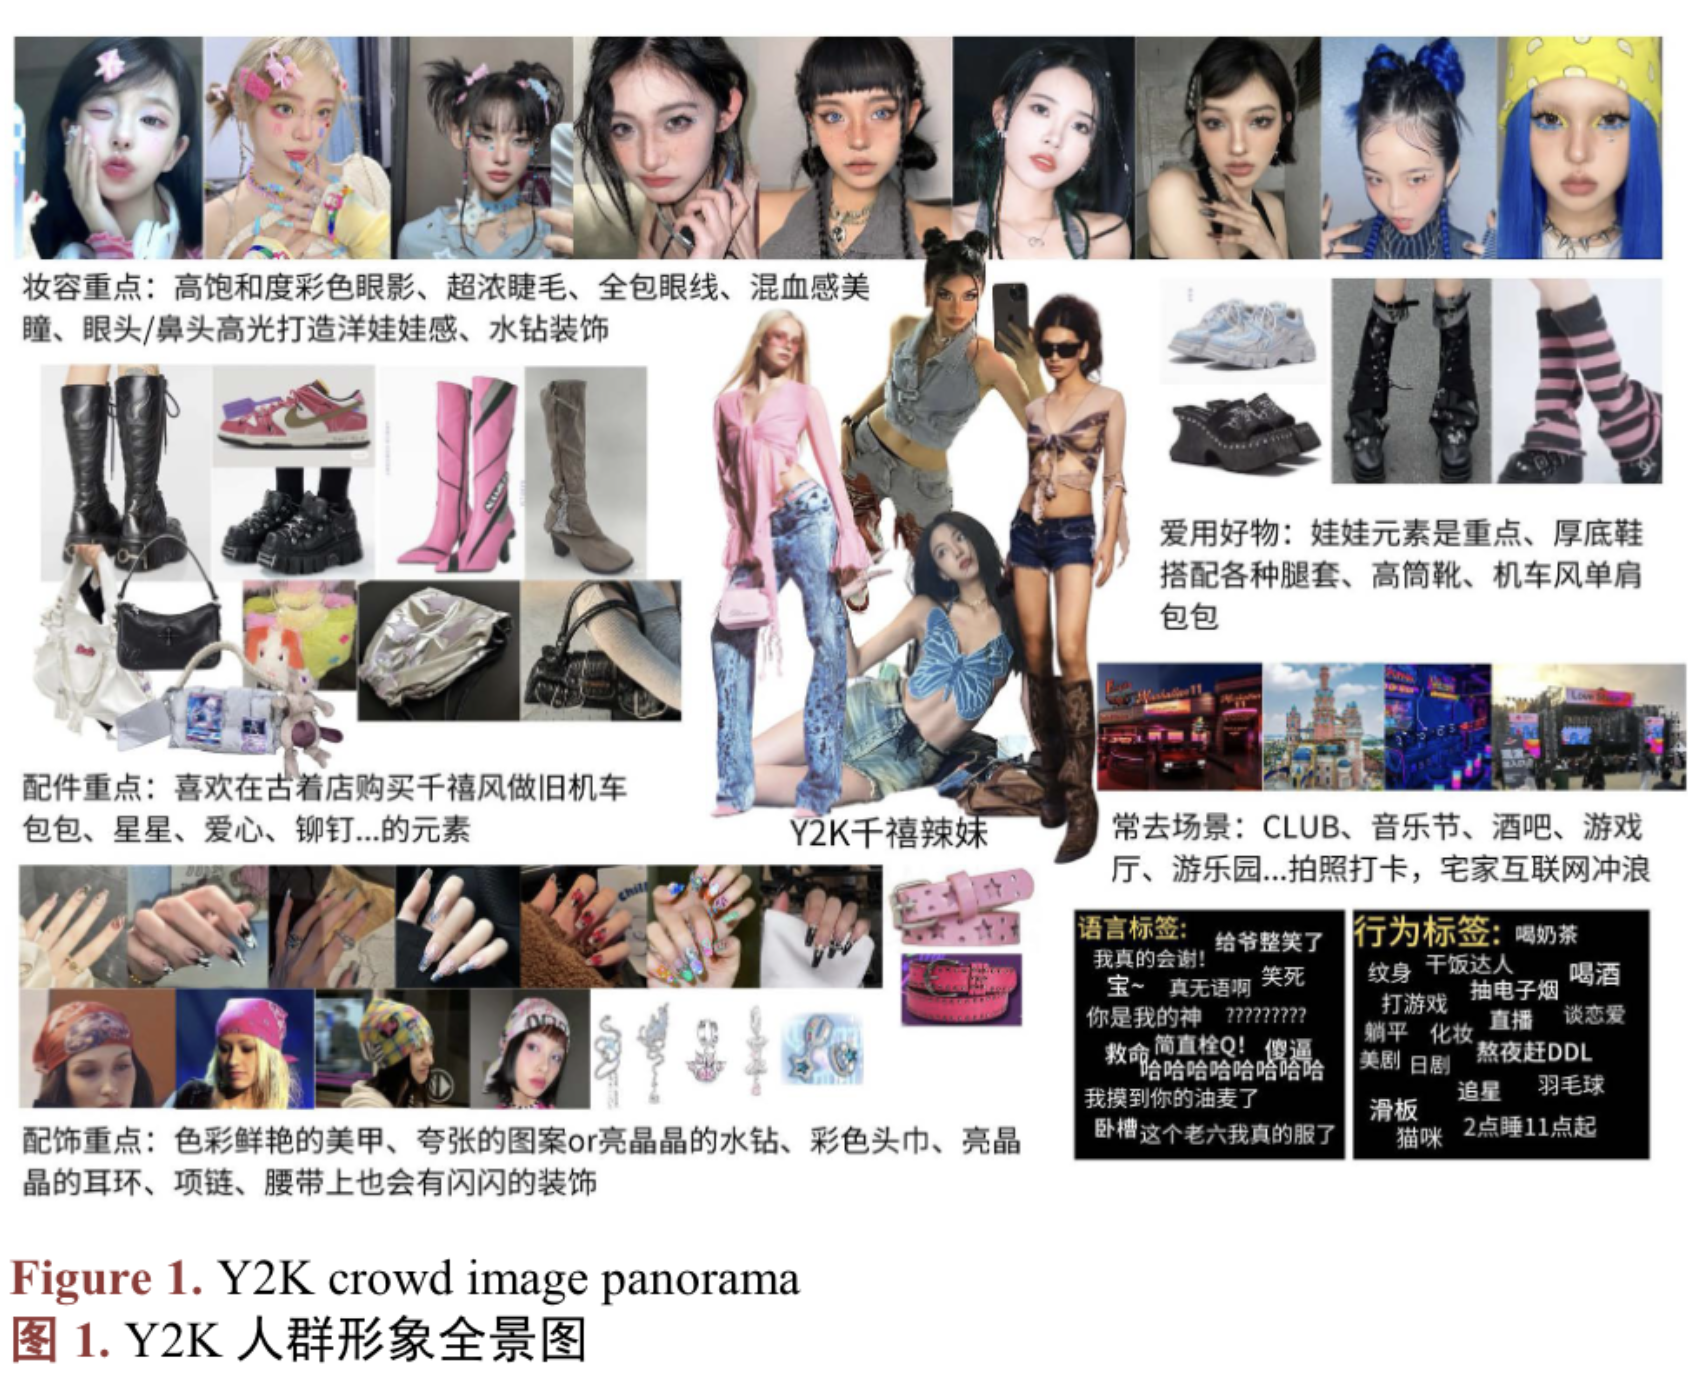 妆容重点：高饱和度彩色眼影、超浓睫毛、全包眼线、混血感美
瞳、眼头/鼻头高光打造洋娃娃感、水钻装饰
爱用好物：娃娃元素是重点、厚底鞋
搭配各种腿套、高筒靴、机车风单肩
包包
配件重点：喜欢在古着店购买千禧风做旧机车
包包、星星、爱心、铆钉...的元素
Y2K千禧辣妹
常去场景：CLUB、音乐节、酒吧、游戏
厅、游乐园...拍照打卡，宅家互联网冲浪
语言标签:
给爷整笑了
我真的会谢!
宝~
真无语啊
笑死
你是我的神
?????????
救命
简直栓Q!
傻逼
哈哈哈哈哈哈哈哈哈
我摸到你的油麦了
卧槽
这个老六我真的服了
行为标签:
喝奶茶
纹身
干饭达人
喝酒
打游戏
抽电子烟
躺平
化妆
直播
谈恋爱
美剧
日剧
熬夜赶DDL
追星
羽毛球
滑板
猫咪
2点睡11点起
配饰重点：色彩鲜艳的美甲、夸张的图案or亮晶晶的水钻、彩色头巾、亮晶
晶的耳环、项链、腰带上也会有闪闪的装饰
Figure 1. Y2K crowd image panorama
图 1. Y2K 人群形象全景图